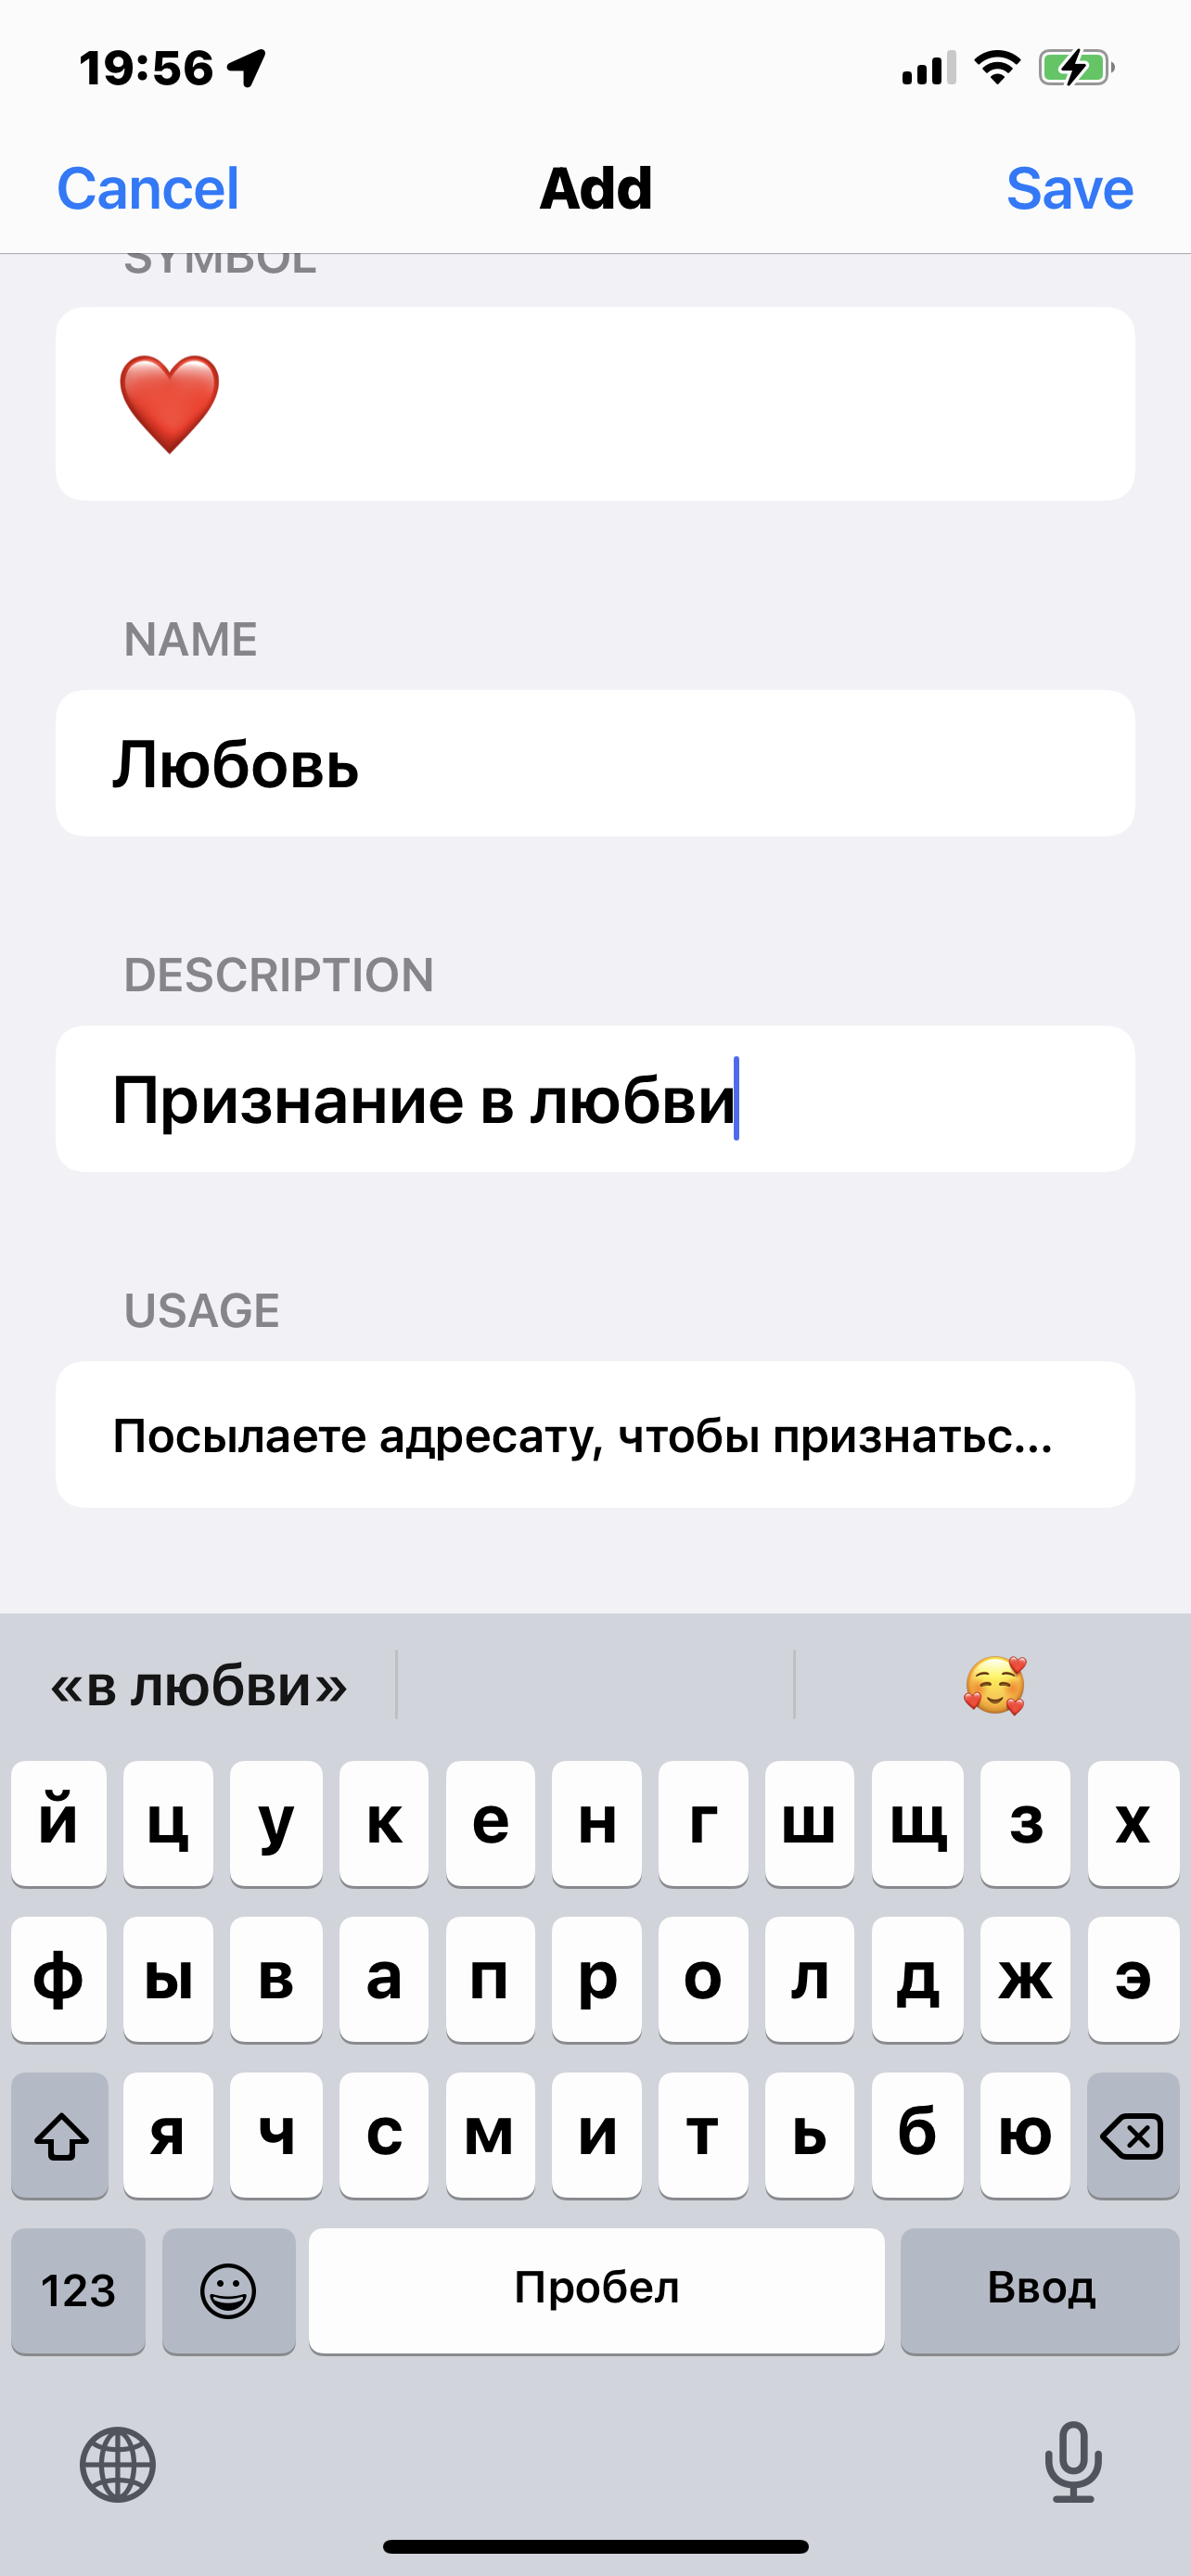 19:56
Cancel Add Save
SYMBOL
❤️
NAME
Любовь
DESCRIPTION
Признание в любви
USAGE
Посылаете адресату, чтобы признатьс...
«в любви» 🥰
й ц у к е н г ш щ з х
ф ы в а п р о л д ж э
я ч с м и т ь б ю
123 Пробел Ввод